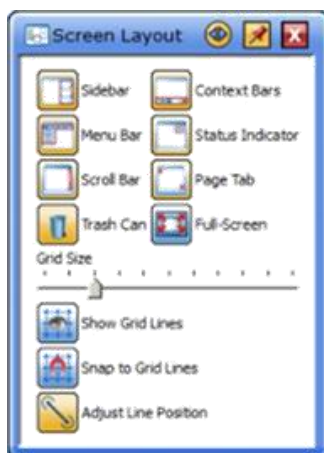 Screen Layout
Sidebar Context Bars
Menu Bar Status Indicator
Scroll Bar Page Tab
Trash Can Full-Screen
Grid Size
Show Grid Lines
Snap to Grid Lines
Adjust Line Position